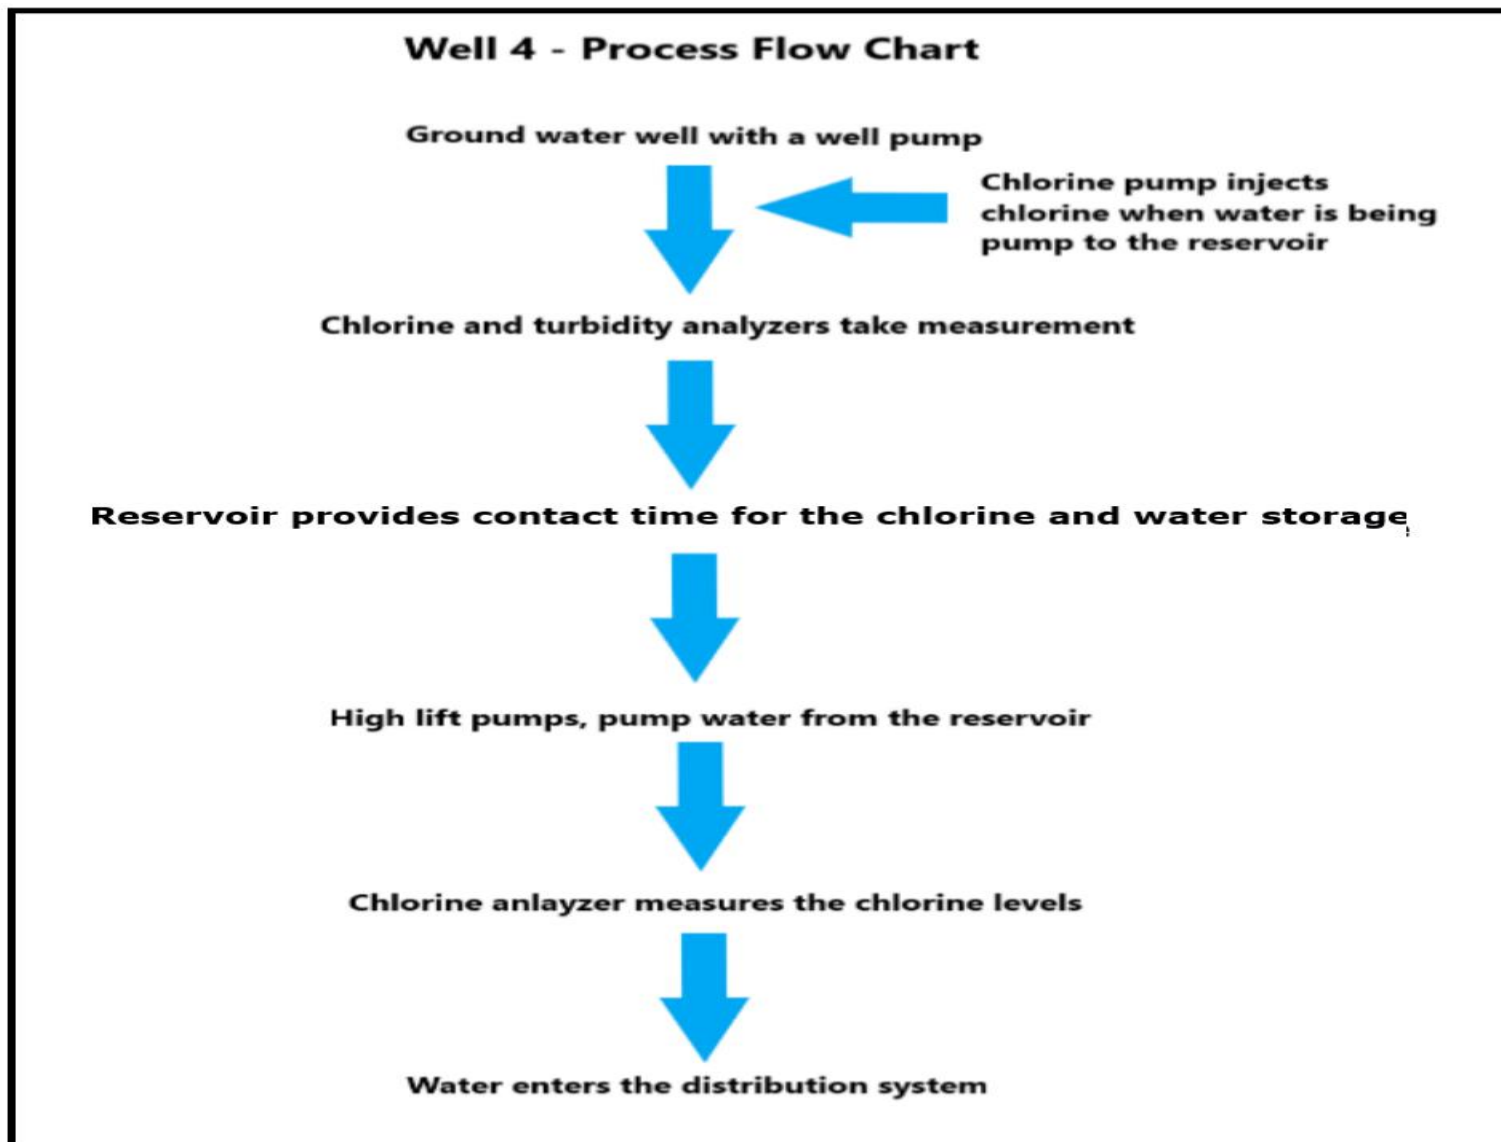 Well 4 - Process Flow Chart
Ground water well with a well pump
Chlorine pump injects
chlorine when water is being
pump to the reservoir
Chlorine and turbidity analyzers take measurement
Reservoir provides contact time for the chlorine and water storage
High lift pumps, pump water from the reservoir
Chlorine anlayzer measures the chlorine levels
Water enters the distribution system